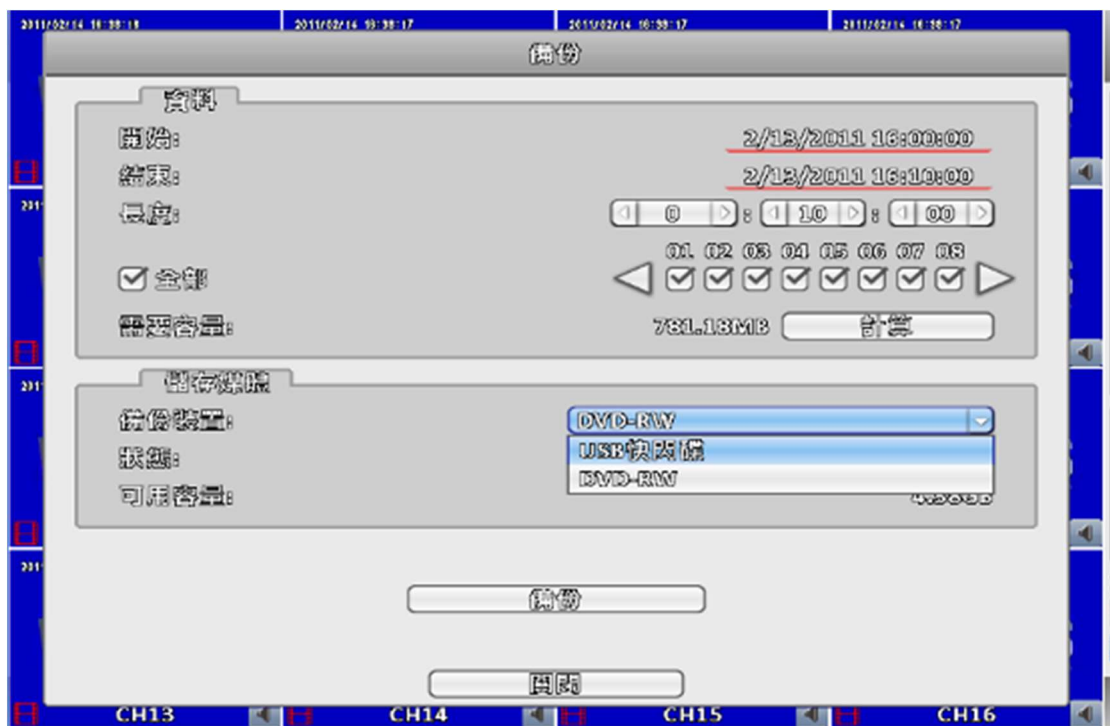 2011/02/14 16:38:18 2011/02/14 16:38:17 2011/02/14 16:38:17 2011/02/14 16:38:17
備份
資料
開始: 2/13/2011 16:00:00
結束: 2/13/2011 16:10:00
長度: 0 : 10 : 00
01 02 03 04 05 06 07 08
全部
需要容量: 781.18MB 計算
儲存媒體
備份裝置: DVD-RW
狀態: USB快閃碟
DVD-RW
可用容量:
備份
CH13 CH14 CH15 CH16